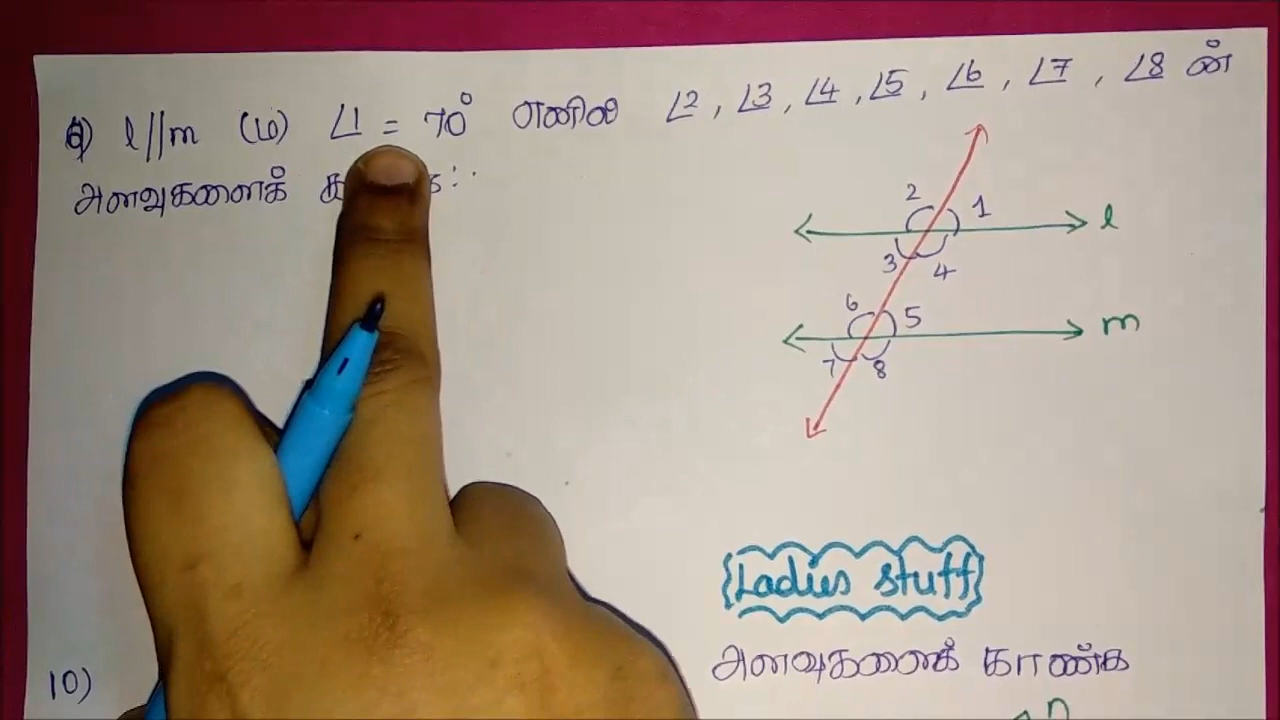 l//m (ம) ∠1 = 70° எனில் ∠2, ∠3, ∠4, ∠5, ∠6, ∠7, ∠8 ன்
அளவுகளைக்
2 1 l
3 4
6 5 m
7 8
Ladies stuff
அளவுகளைக் காண்க
10)
n